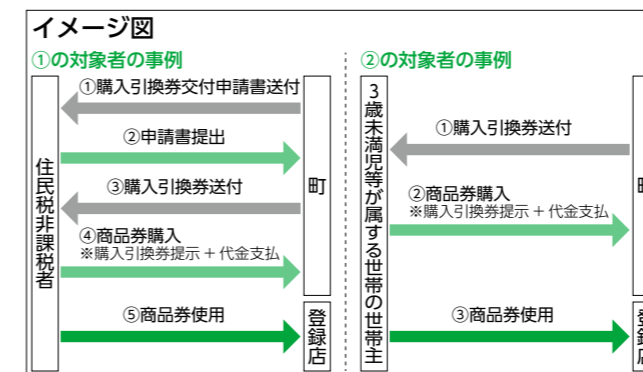 イメージ図
①の対象者の事例
住民税非課税者
①購入引換券交付申請書送付
②申請書提出
③購入引換券送付
④商品券購入
※購入引換券提示 + 代金支払
⑤商品券使用
町
登録店
②の対象者の事例
3歳未満児等が属する世帯の世帯主
①購入引換券送付
②商品券購入
※購入引換券提示 + 代金支払
③商品券使用
町
登録店